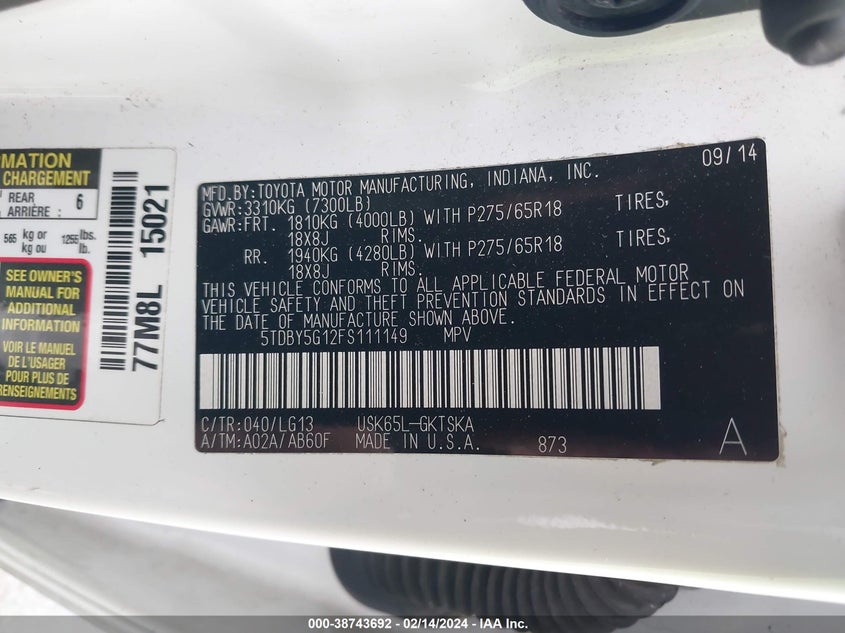 MATION
CHARGEMENT
REAR
ARRIÈRE : 6
565 kg or 1255 lbs.
kg ou lb.
SEE OWNER'S
MANUAL FOR
ADDITIONAL
INFORMATION
VOIR LE MANUEL
DE L'USAGER
POUR PLUS DE
RENSEIGNEMENTS
77M8L 15021
09/14
MFD.BY:TOYOTA MOTOR MANUFACTURING, INDIANA, INC.
GVWR:3310KG (7300LB)
GAWR:FRT. 1810KG (4000LB) WITH P275/65R18 TIRES,
18X8J RIMS.
RR. 1940KG (4280LB) WITH P275/65R18 TIRES,
18X8J RIMS.
THIS VEHICLE CONFORMS TO ALL APPLICABLE FEDERAL MOTOR
VEHICLE SAFETY AND THEFT PREVENTION STANDARDS IN EFFECT ON
THE DATE OF MANUFACTURE SHOWN ABOVE.
5TDBY5G12FS111149 MPV
C/TR:040/LG13 USK65L-GKTSKA
A/TM:A02A/AB60F MADE IN U.S.A. 873 A
000-38743692 - 02/14/2024 - IAA Inc.